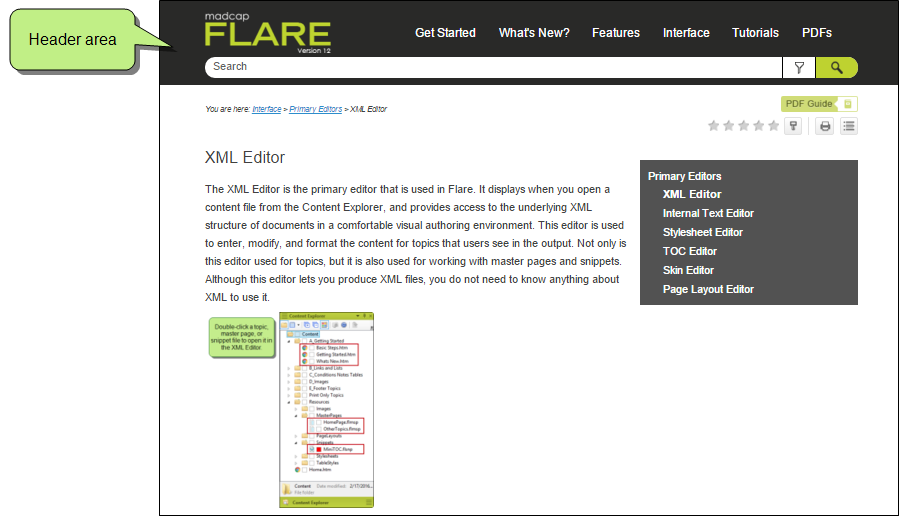 Header area
madcap
FLARE
Version 12
Get Started What's New? Features Interface Tutorials PDFs
Search
You are here: Interface > Primary Editors > XML Editor
PDF Guide
XML Editor
The XML Editor is the primary editor that is used in Flare. It displays when you open a
content file from the Content Explorer, and provides access to the underlying XML
structure of documents in a comfortable visual authoring environment. This editor is used
to enter, modify, and format the content for topics that users see in the output. Not only is
this editor used for topics, but it is also used for working with master pages and snippets.
Although this editor lets you produce XML files, you do not need to know anything about
XML to use it.
Primary Editors
XML Editor
Internal Text Editor
Stylesheet Editor
TOC Editor
Skin Editor
Page Layout Editor
Double-click a topic,
master page, or
snippet file to open it in
the XML Editor.
Content Explorer
Content
A_Getting Started
Basic Steps.htm
Getting Started.htm
Whats New.htm
B_Links and Lists
C_Conditions Notes Tables
D_Images
E_Footer Topics
Print Only Topics
Resources
Images
MasterPages
HomePage.flmsp
OtherTopics.flmsp
PageLayouts
Snippets
MiniTOC.flsnp
Stylesheets
TableStyles
Home.htm
Content Date modified: 2/17/2016
File folder
Content Explorer